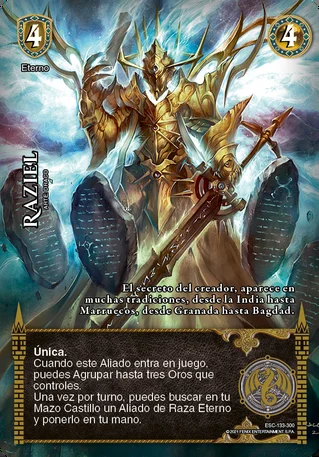 4
4
Eterno
RAZIEL
El secreto del creador, aparece en
muchas tradiciones, desde la India hasta
Marruecos, desde Granada hasta Bagdad.
Única.
Cuando este Aliado entra en juego,
puedes Agrupar hasta tres Oros que
controles.
Una vez por turno, puedes buscar en tu
Mazo Castillo un Aliado de Raza Eterno
y ponerlo en tu mano.
ESC-133-300
© 2021 FENIX ENTERTAINMENT S.P.A.